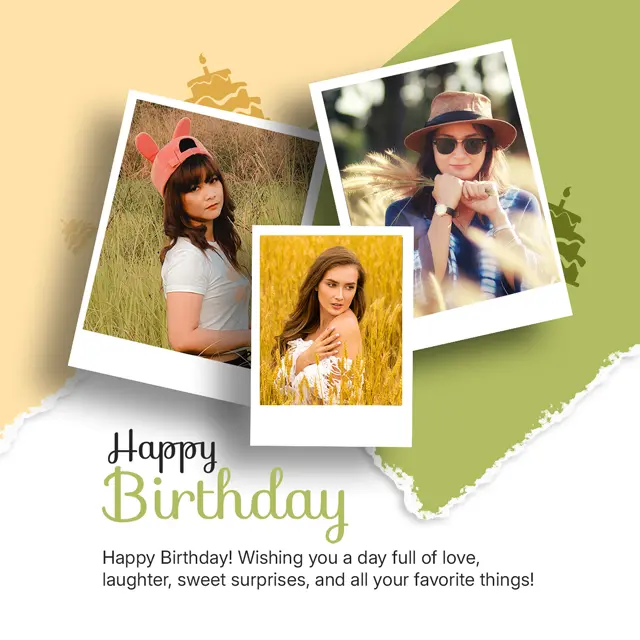 Happy
Birthday
Happy Birthday! Wishing you a day full of love,
laughter, sweet surprises, and all your favorite things!